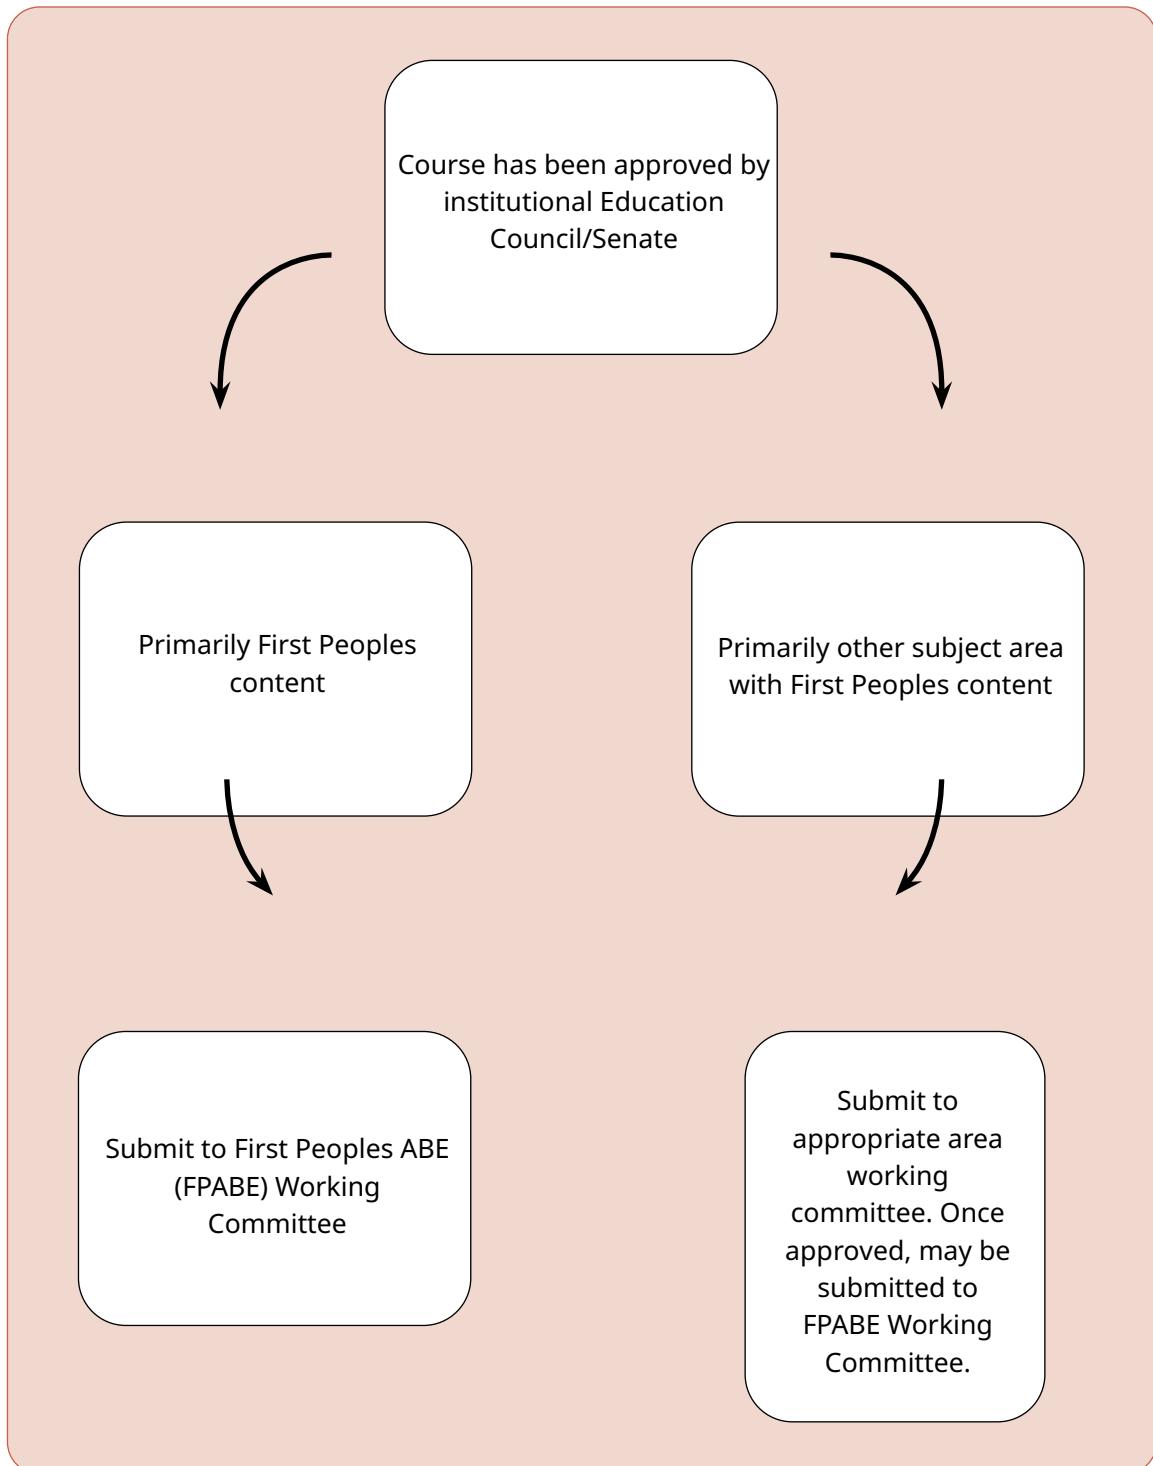 Course has been approved by
institutional Education
Council/Senate
Primarily First Peoples
content
Primarily other subject area
with First Peoples content
Submit to First Peoples ABE
(FPABE) Working
Committee
Submit to
appropriate area
working
committee. Once
approved, may be
submitted to
FPABE Working
Committee.